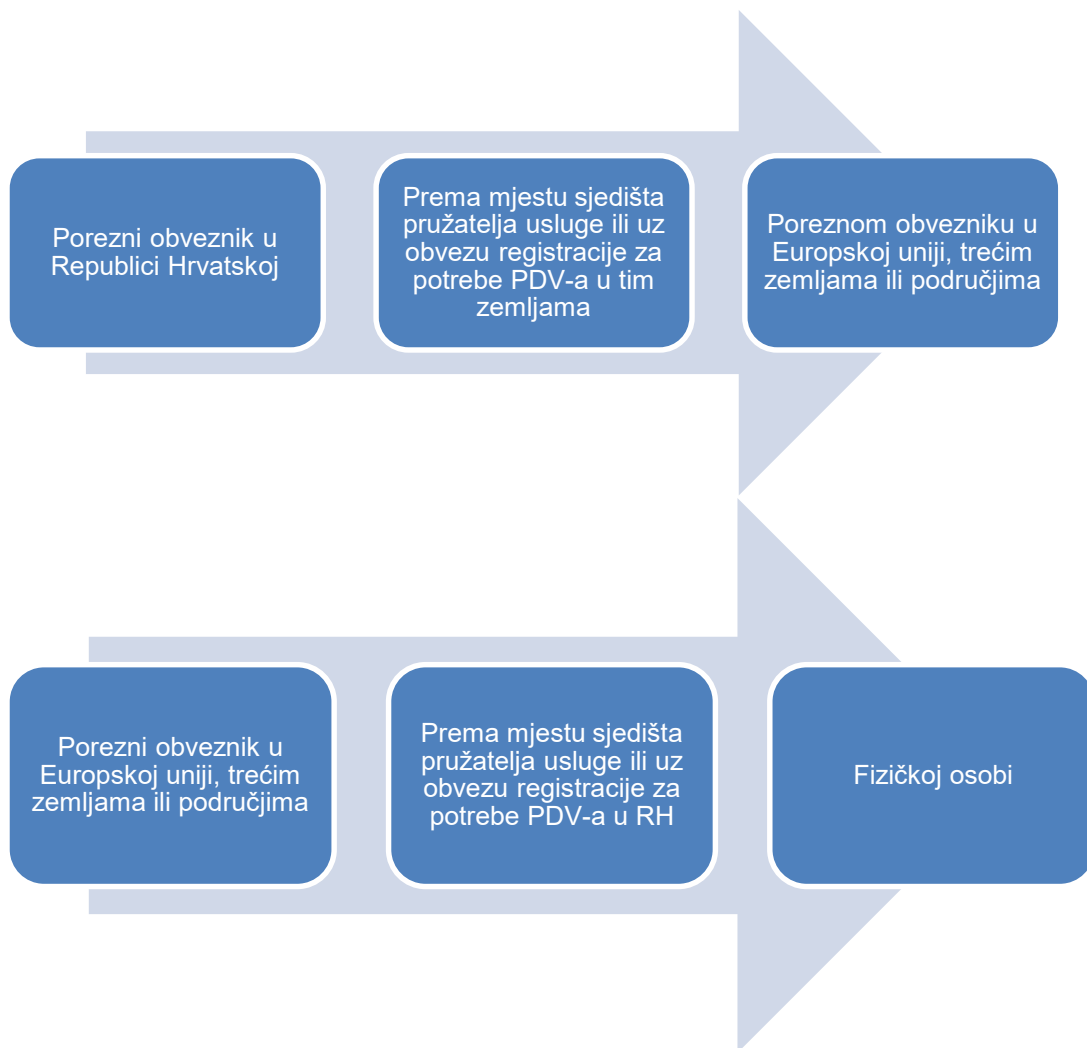 Porezni obveznik u
Republici Hrvatskoj
Prema mjestu sjedišta
pružatelja usluge ili uz
obvezu registracije za
potrebe PDV-a u tim
zemljama
Poreznom obvezniku u
Europskoj uniji, trećim
zemljama ili područjima
Porezni obveznik u
Europskoj uniji, trećim
zemljama ili područjima
Prema mjestu sjedišta
pružatelja usluge ili uz
obvezu registracije za
potrebe PDV-a u RH
Fizičkoj osobi